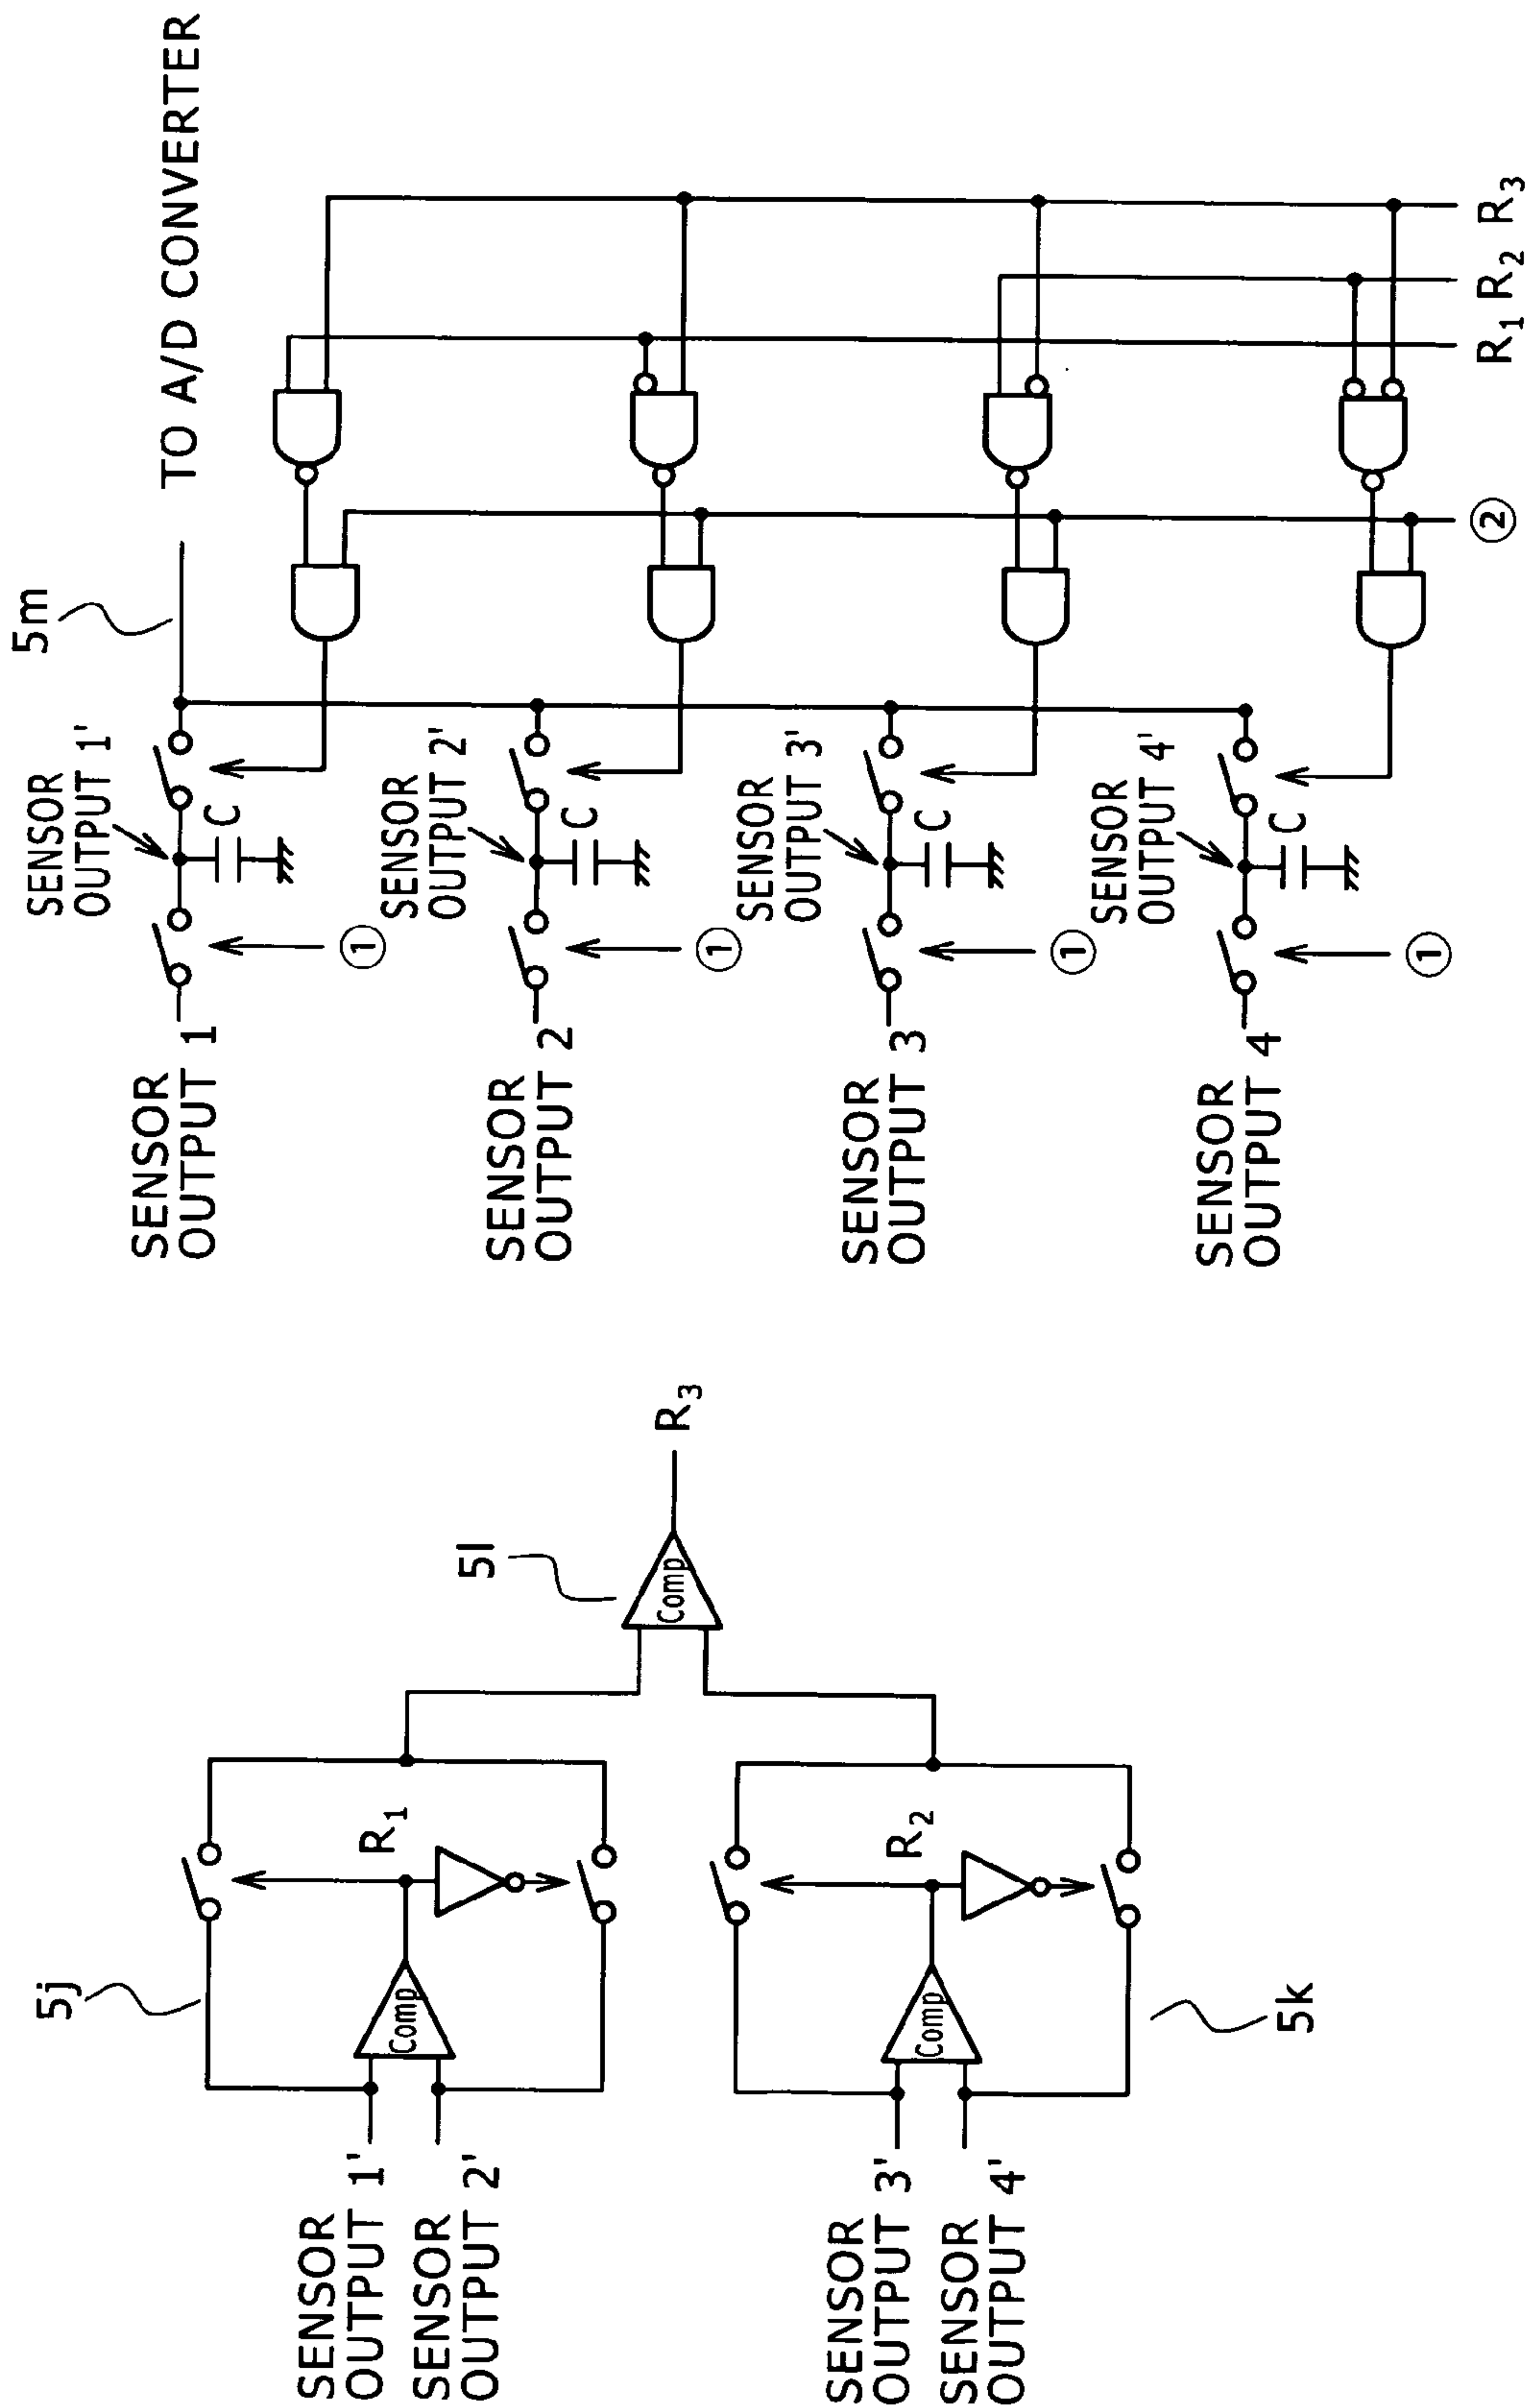 SENSOR
OUTPUT 1'
SENSOR
OUTPUT 2'
SENSOR
OUTPUT 3'
SENSOR
OUTPUT 4'
5j
Comp
R1
5k
Comp
R2
5l
Comp
R3
SENSOR
OUTPUT 1
SENSOR
OUTPUT 1'
C
①
5m
TO A/D CONVERTER
SENSOR
OUTPUT 2
SENSOR
OUTPUT 2'
C
①
SENSOR
OUTPUT 3
SENSOR
OUTPUT 3'
C
①
SENSOR
OUTPUT 4
SENSOR
OUTPUT 4'
C
①
②
R1 R2 R3